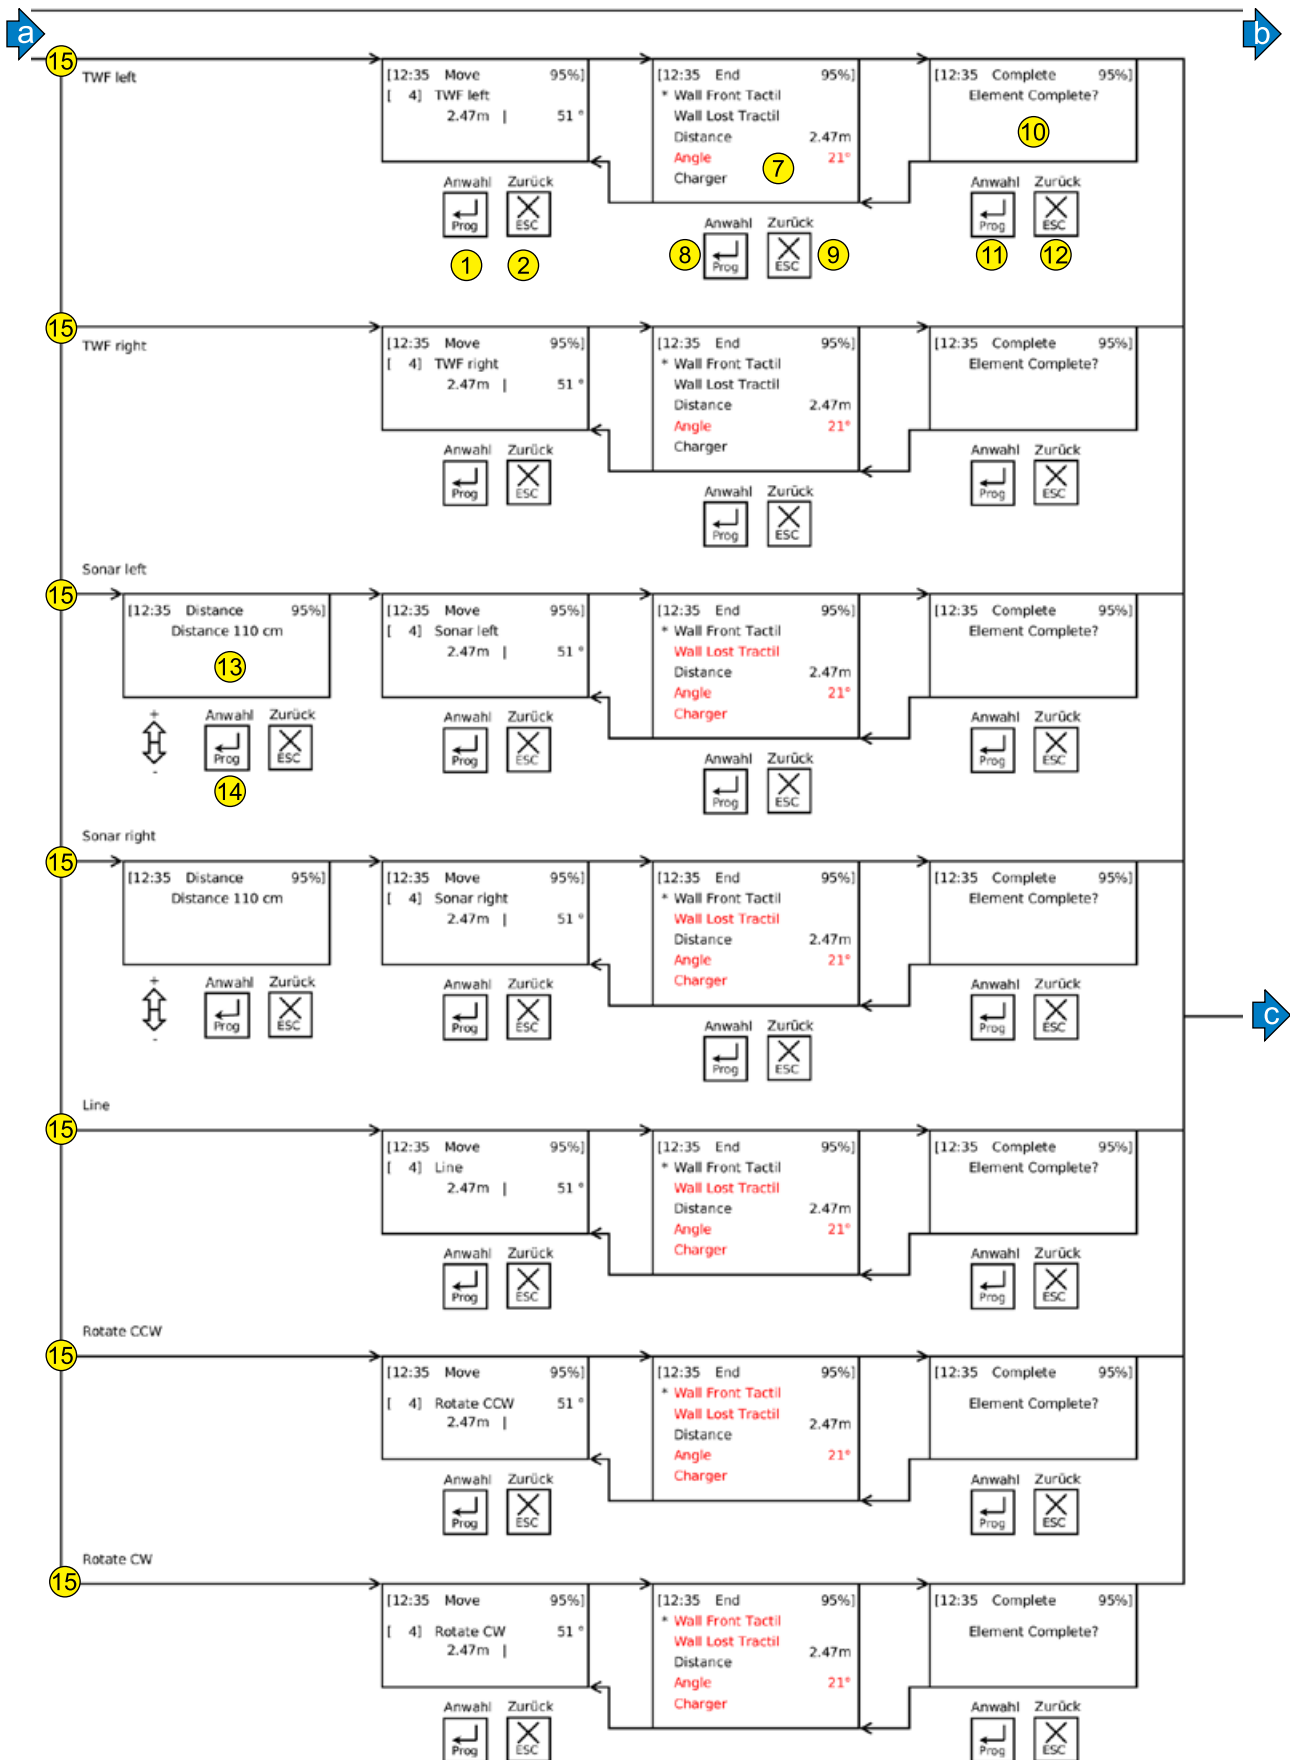 a
b
15
TWF left
[12:35 Move 95%]
[ 4] TWF left
2.47m | 51 °
[12:35 End 95%]
* Wall Front Tactil
Wall Lost Tractil
Distance 2.47m
Angle 21°
Charger
7
[12:35 Complete 95%]
Element Complete?
10
Anwahl Zurück
Prog ESC
1 2
Anwahl Zurück
8 Prog ESC 9
Anwahl Zurück
Prog ESC
11 12
15
TWF right
[12:35 Move 95%]
[ 4] TWF right
2.47m | 51 °
[12:35 End 95%]
* Wall Front Tactil
Wall Lost Tractil
Distance 2.47m
Angle 21°
Charger
[12:35 Complete 95%]
Element Complete?
Anwahl Zurück
Prog ESC
Anwahl Zurück
Prog ESC
Anwahl Zurück
Prog ESC
Sonar left
15
[12:35 Distance 95%]
Distance 110 cm
13
[12:35 Move 95%]
[ 4] Sonar left
2.47m | 51 °
[12:35 End 95%]
* Wall Front Tactil
Wall Lost Tractil
Distance 2.47m
Angle 21°
Charger
[12:35 Complete 95%]
Element Complete?
+
-
Anwahl Zurück
Prog ESC
14
Anwahl Zurück
Prog ESC
Anwahl Zurück
Prog ESC
Anwahl Zurück
Prog ESC
Sonar right
15
[12:35 Distance 95%]
Distance 110 cm
[12:35 Move 95%]
[ 4] Sonar right
2.47m | 51 °
[12:35 End 95%]
* Wall Front Tactil
Wall Lost Tractil
Distance 2.47m
Angle 21°
Charger
[12:35 Complete 95%]
Element Complete?
+
-
Anwahl Zurück
Prog ESC
Anwahl Zurück
Prog ESC
Anwahl Zurück
Prog ESC
Anwahl Zurück
Prog ESC
c
Line
15
[12:35 Move 95%]
[ 4] Line
2.47m | 51 °
[12:35 End 95%]
* Wall Front Tactil
Wall Lost Tractil
Distance 2.47m
Angle 21°
Charger
[12:35 Complete 95%]
Element Complete?
Anwahl Zurück
Prog ESC
Anwahl Zurück
Prog ESC
Rotate CCW
15
[12:35 Move 95%]
[ 4] Rotate CCW 51 °
2.47m |
[12:35 End 95%]
* Wall Front Tactil
Wall Lost Tractil
Distance 2.47m
Angle 21°
Charger
[12:35 Complete 95%]
Element Complete?
Anwahl Zurück
Prog ESC
Anwahl Zurück
Prog ESC
Rotate CW
15
[12:35 Move 95%]
[ 4] Rotate CW 51 °
2.47m |
[12:35 End 95%]
* Wall Front Tactil
Wall Lost Tractil
Distance 2.47m
Angle 21°
Charger
[12:35 Complete 95%]
Element Complete?
Anwahl Zurück
Prog ESC
Anwahl Zurück
Prog ESC